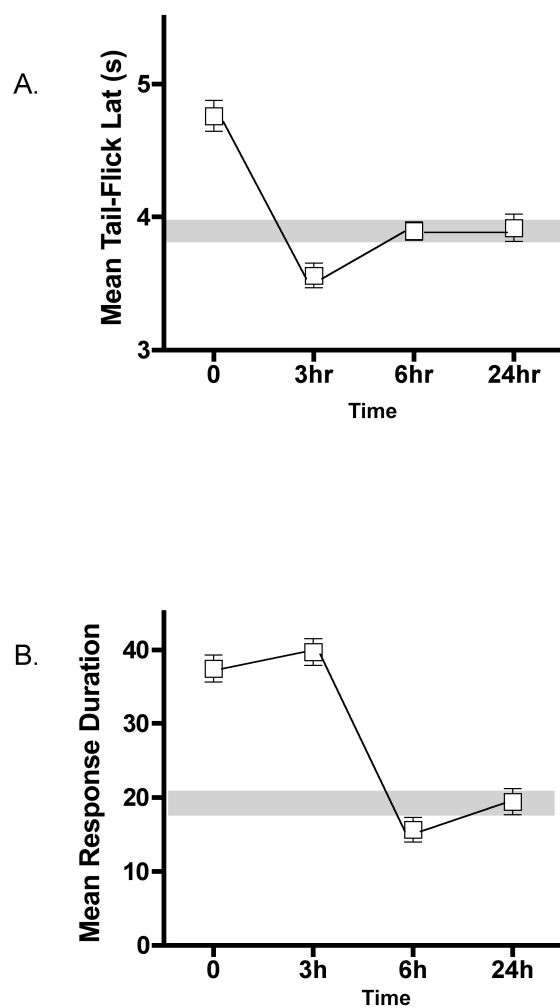 A.
Mean Tail-Flick Lat (s)
5
4
3
0 3hr 6hr 24hr
Time
B.
Mean Response Duration
40
30
20
10
0
0 3h 6h 24h
Time